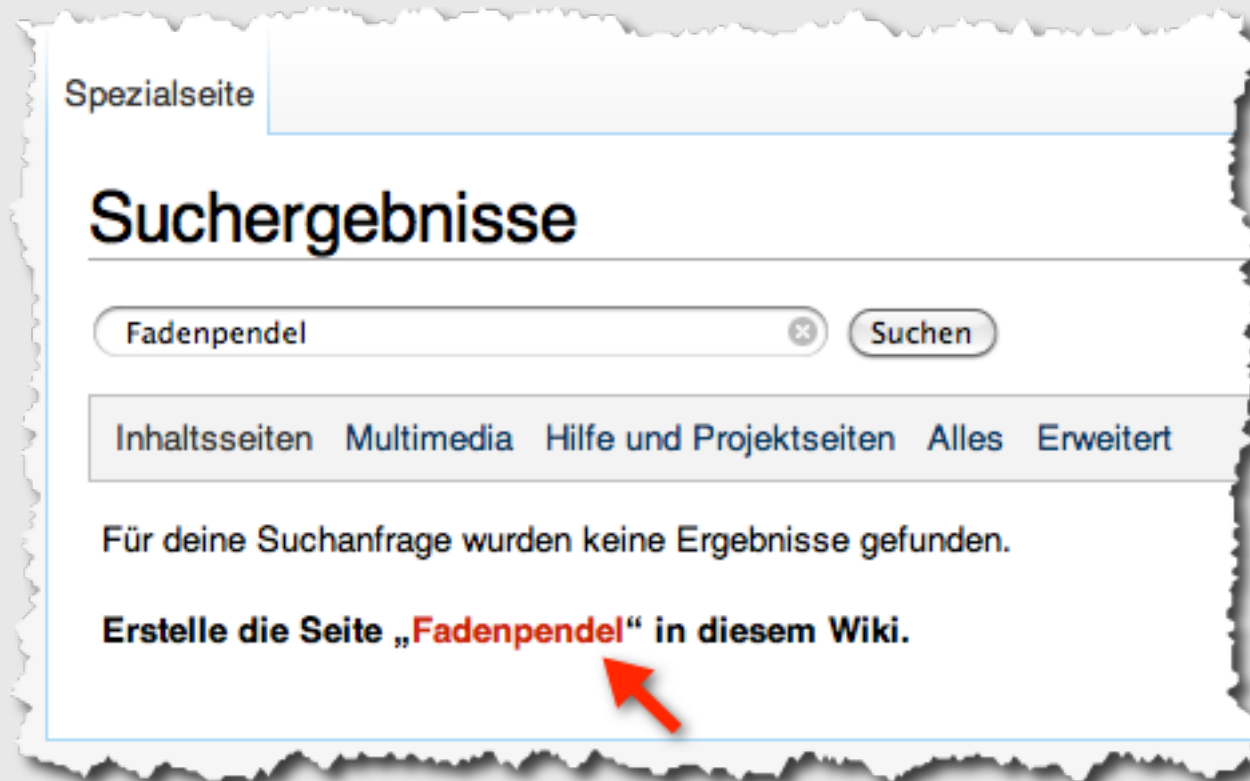 Spezialseite
Suchergebnisse
Fadenpendel Suchen
Inhaltsseiten Multimedia Hilfe und Projektseiten Alles Erweitert
Für deine Suchanfrage wurden keine Ergebnisse gefunden.
Erstelle die Seite „Fadenpendel“ in diesem Wiki.